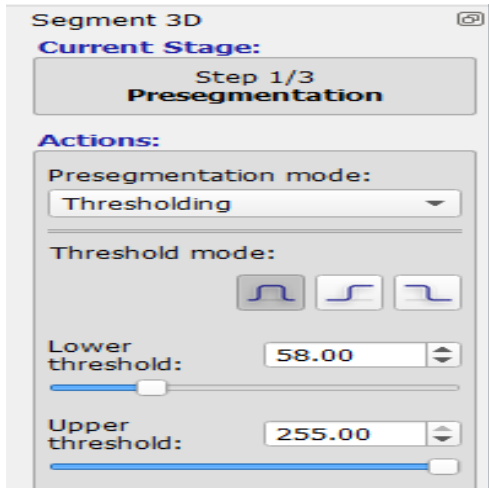 Segment 3D
Current Stage:
Step 1/3
Presegmentation
Actions:
Presegmentation mode:
Thresholding
Threshold mode:
Lower
threshold:
58.00
Upper
threshold:
255.00